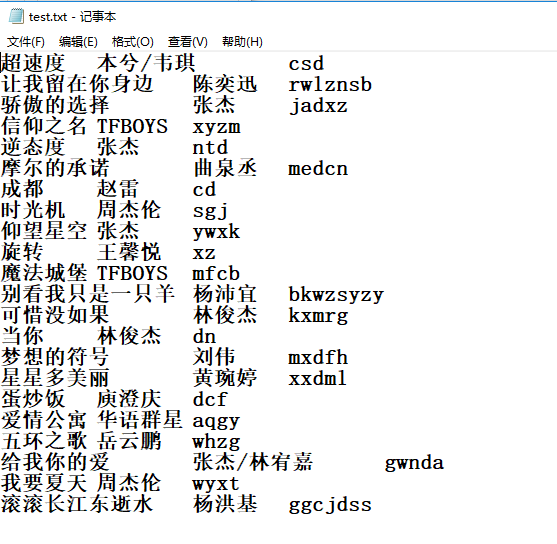 test.txt - 记事本
文件(F) 编辑(E) 格式(O) 查看(V) 帮助(H)
超速度 本兮/韦琪 csd
让我留在你身边 陈奕迅 rwlznsb
骄傲的选择 张杰 jadxz
信仰之名 TFBOYS xyzm
逆态度 张杰 ntd
摩尔的承诺 曲泉丞 medcn
成都 赵雷 cd
时光机 周杰伦 sgj
仰望星空 张杰 ywxk
旋转 王馨悦 xz
魔法城堡 TFBOYS mfcb
别看我只是一只羊 杨沛宜 bkwzsyzy
可惜没如果 林俊杰 kxmrg
当你 林俊杰 dn
梦想的符号 刘伟 mxdfh
星星多美丽 黄琬婷 xxdml
蛋炒饭 庾澄庆 dcf
爱情公寓 华语群星 aqgy
五环之歌 岳云鹏 whzg
给我你的爱 张杰/林宥嘉 gwnda
我要夏天 周杰伦 wyxt
滚滚长江东逝水 杨洪基 ggcjdss